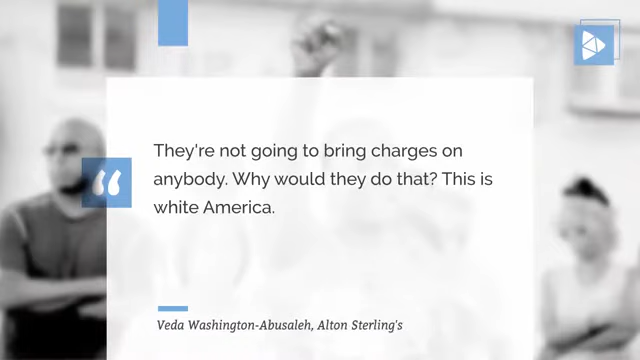 They're not going to bring charges on
anybody. Why would they do that? This is
white America.
Veda Washington-Abusaleh, Alton Sterling's